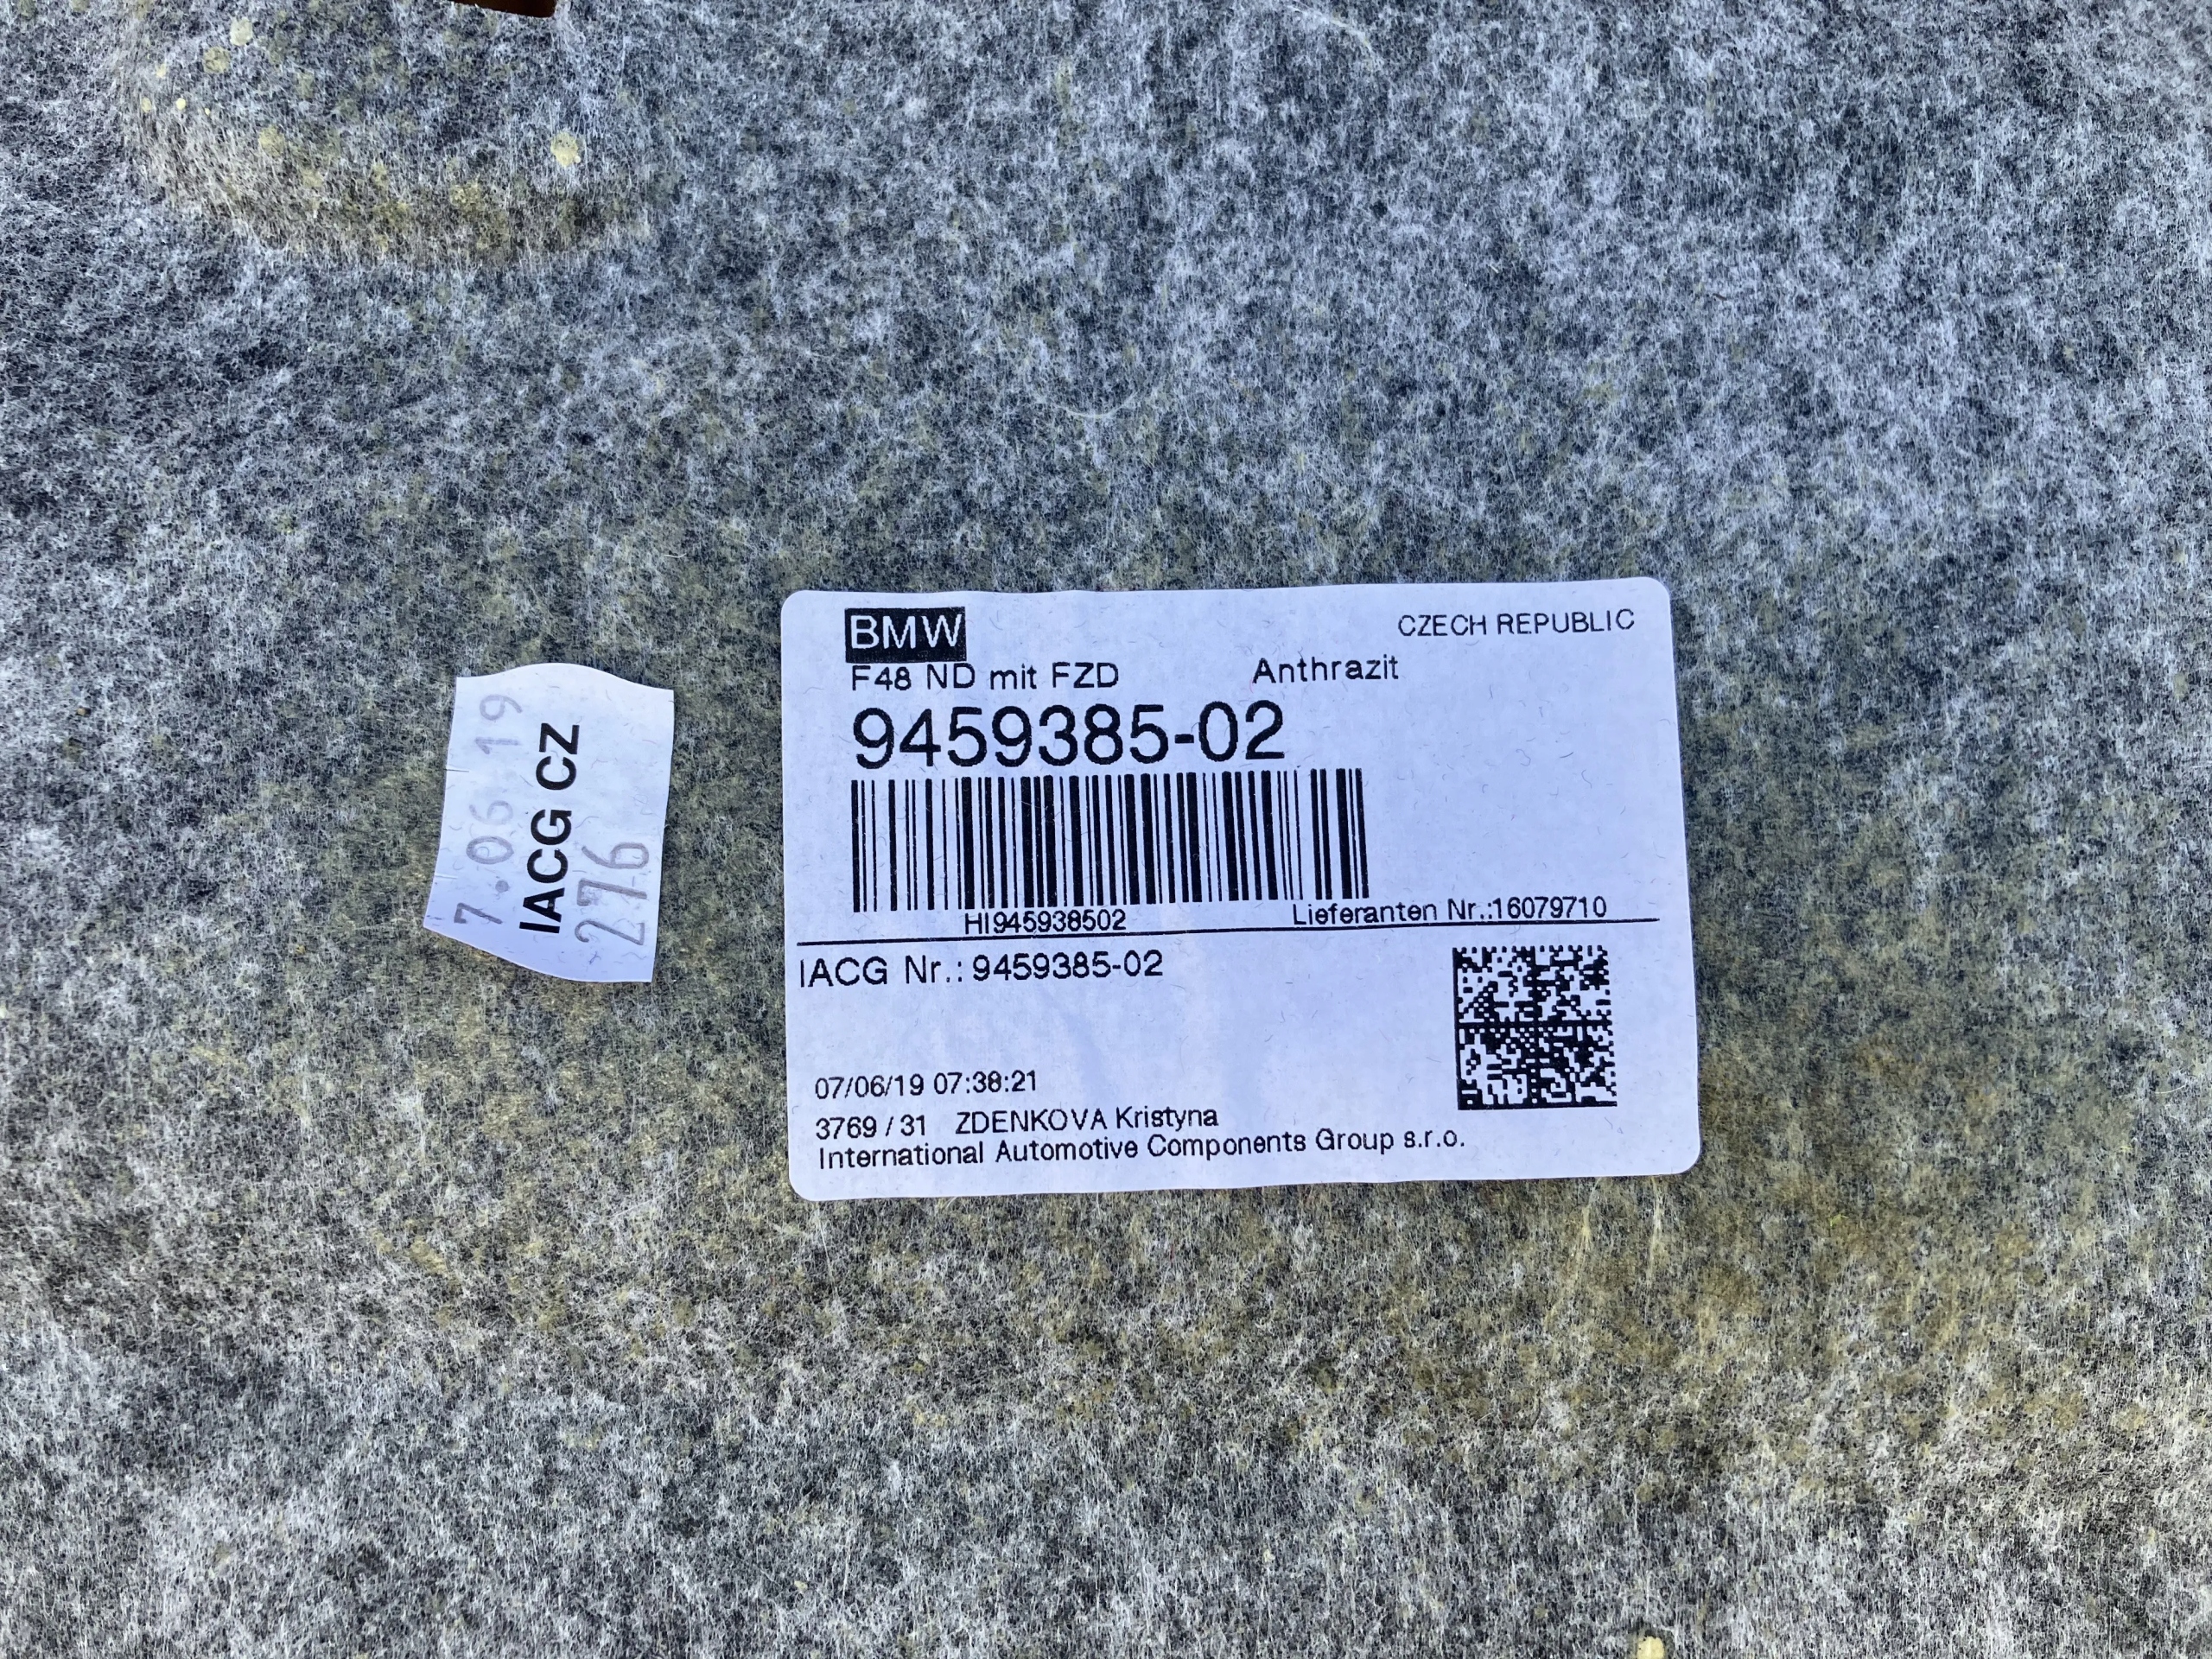 7.06 19
IACG CZ
276
BMW
CZECH REPUBLIC
F48 ND mit FZD Anthrazit
9459385-02
HI945938502 Lieferanten Nr.:16079710
IACG Nr.: 9459385-02
07/06/19 07:38:21
3769 / 31 ZDENKOVA Kristyna
International Automotive Components Group s.r.o.